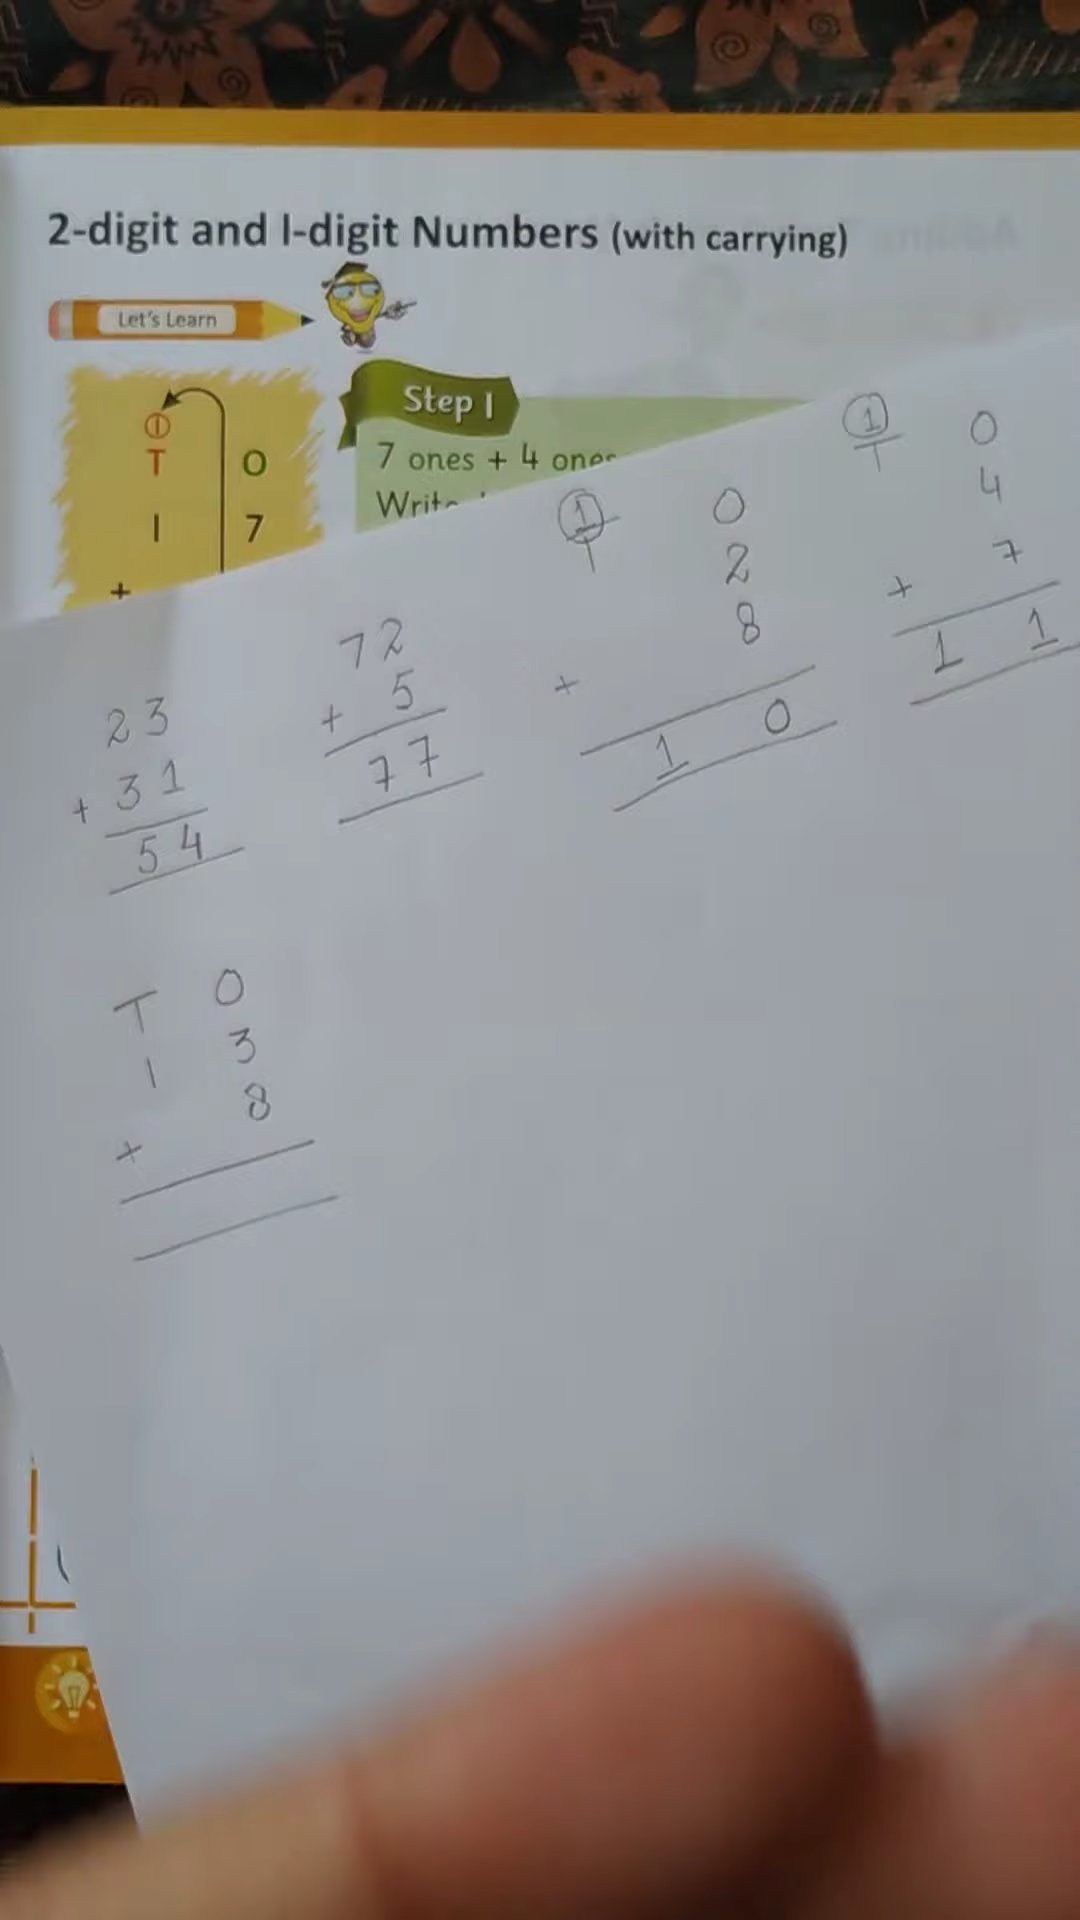 2-digit and 1-digit Numbers (with carrying)
Let's Learn
Step 1
7 ones + 4 ones
Write
1
T O
1 7
+
23
+ 31
54
72
+ 5
77
1
T O
2
8
+
1 0
1
T O
4
7
+
1 1
T O
1 3
8
+